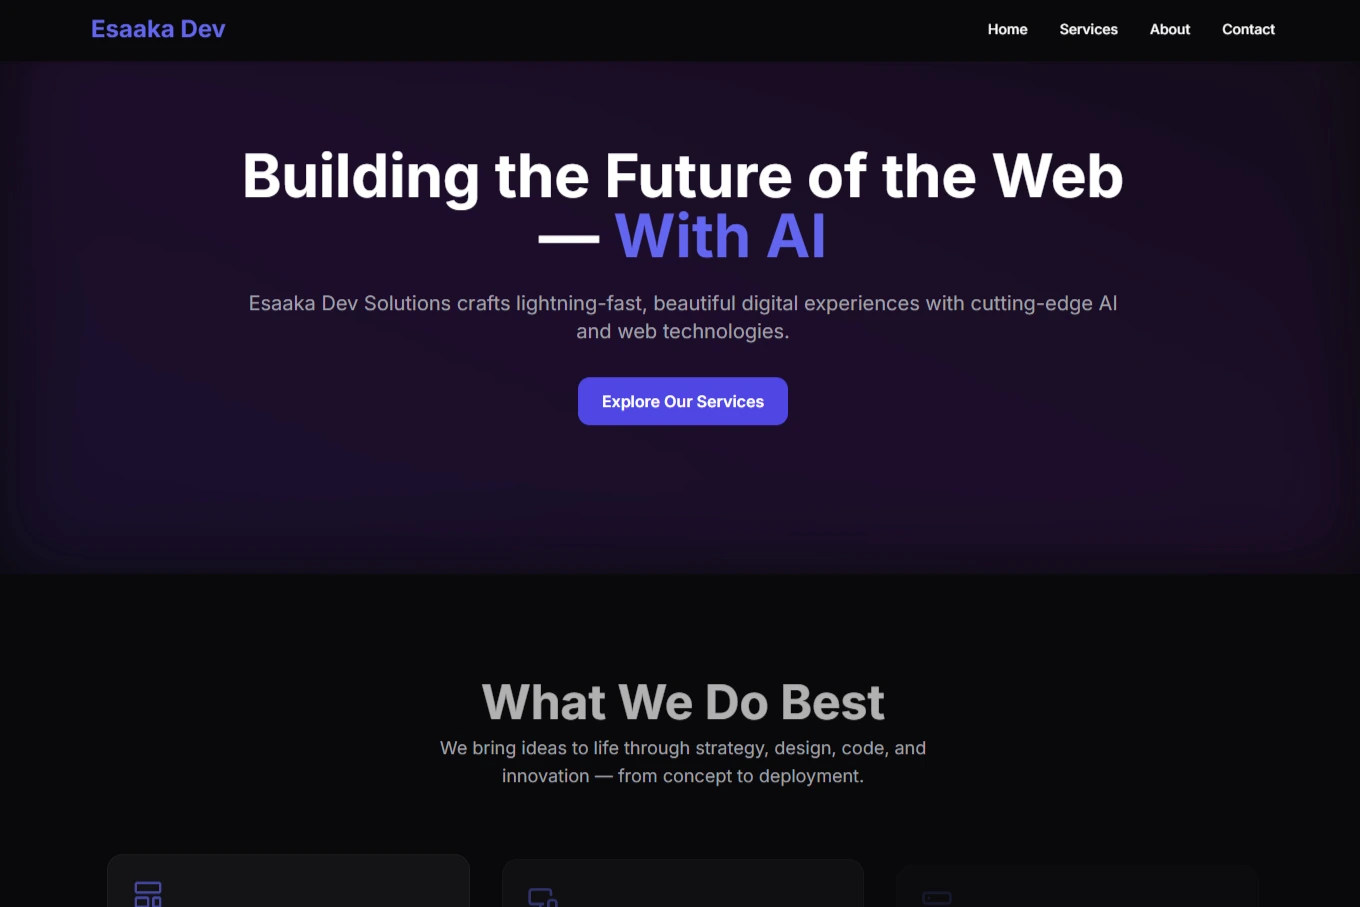 Esaaka Dev
Home Services About Contact
Building the Future of the Web
— With AI
Esaaka Dev Solutions crafts lightning-fast, beautiful digital experiences with cutting-edge AI
and web technologies.
Explore Our Services
What We Do Best
We bring ideas to life through strategy, design, code, and
innovation — from concept to deployment.